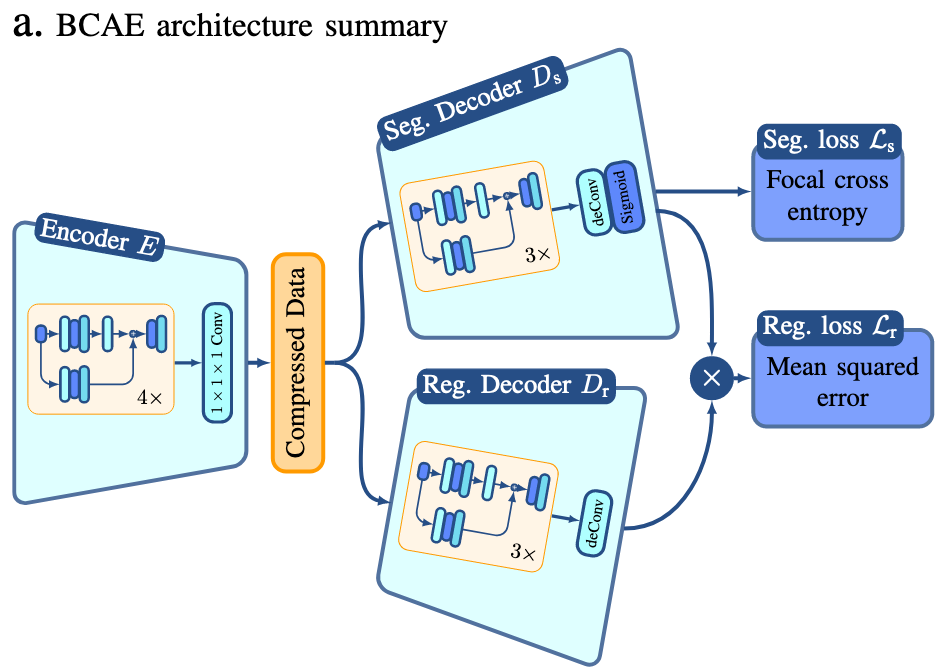 a. BCAE architecture summary
Encoder E
4×
1 × 1 × 1 Conv
Compressed Data
Seg. Decoder Dₛ
3×
deConv
Sigmoid
Reg. Decoder Dᵣ
3×
deConv
×
Seg. loss ℒₛ
Focal cross
entropy
Reg. loss ℒᵣ
Mean squared
error